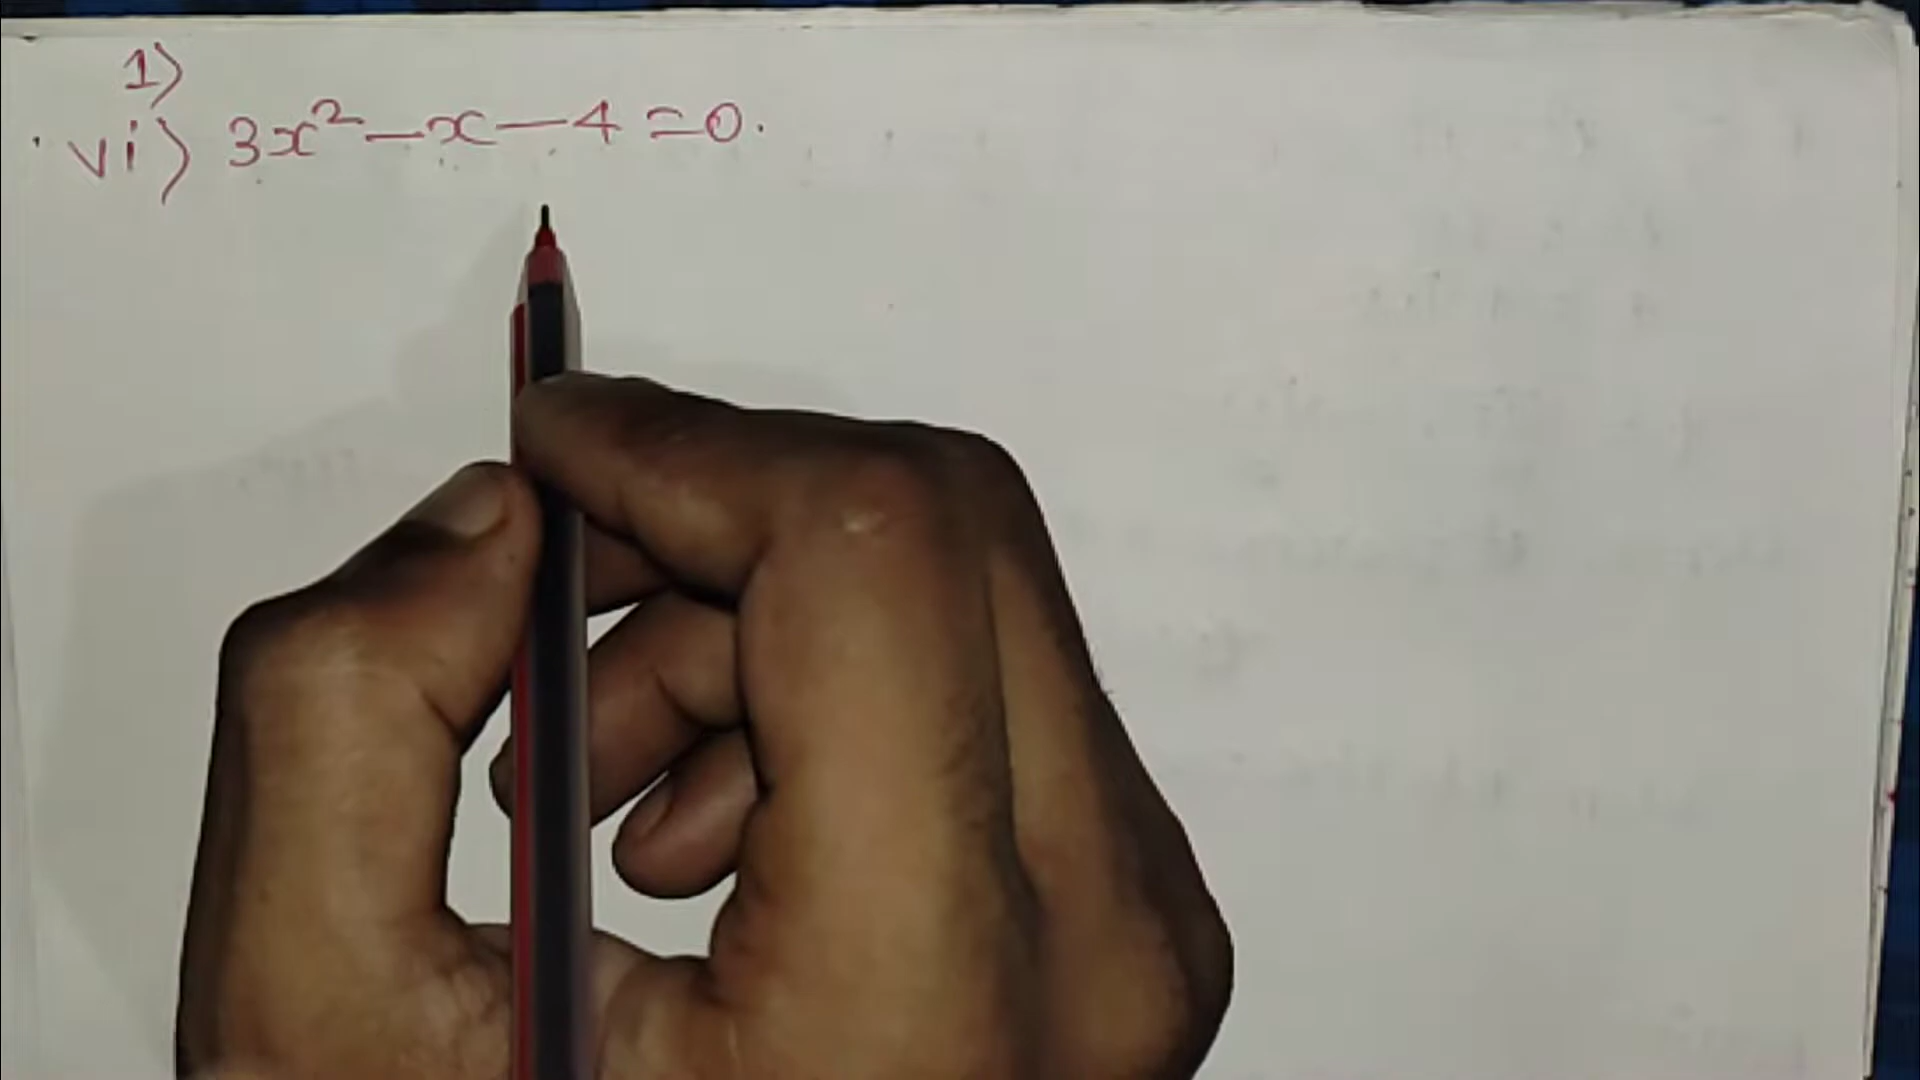 1)
vi) 3x² - x - 4 = 0.